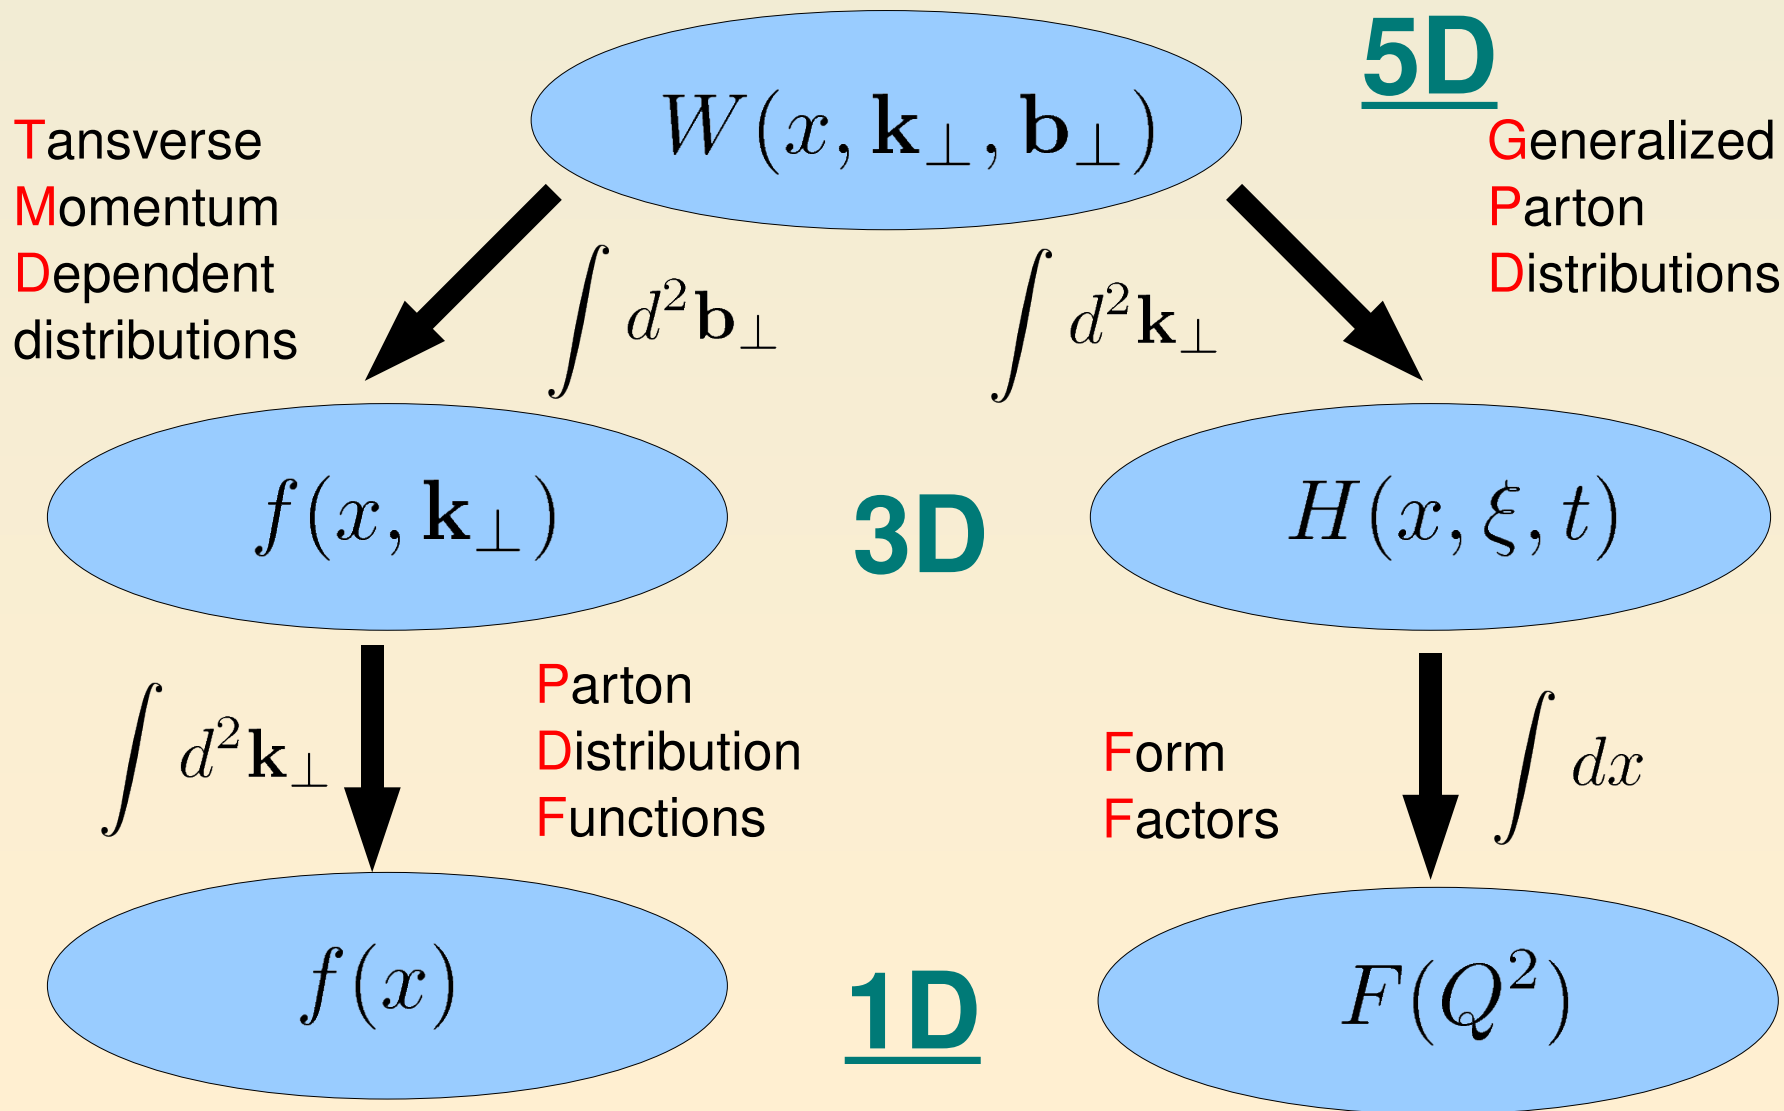 5D
W(x, k⊥, b⊥)
Tansverse
Momentum
Dependent
distributions
Generalized
Parton
Distributions
∫ d²b⊥
∫ d²k⊥
f(x, k⊥)
3D
H(x, ξ, t)
∫ d²k⊥
Parton
Distribution
Functions
Form
Factors
∫ dx
f(x)
1D
F(Q²)